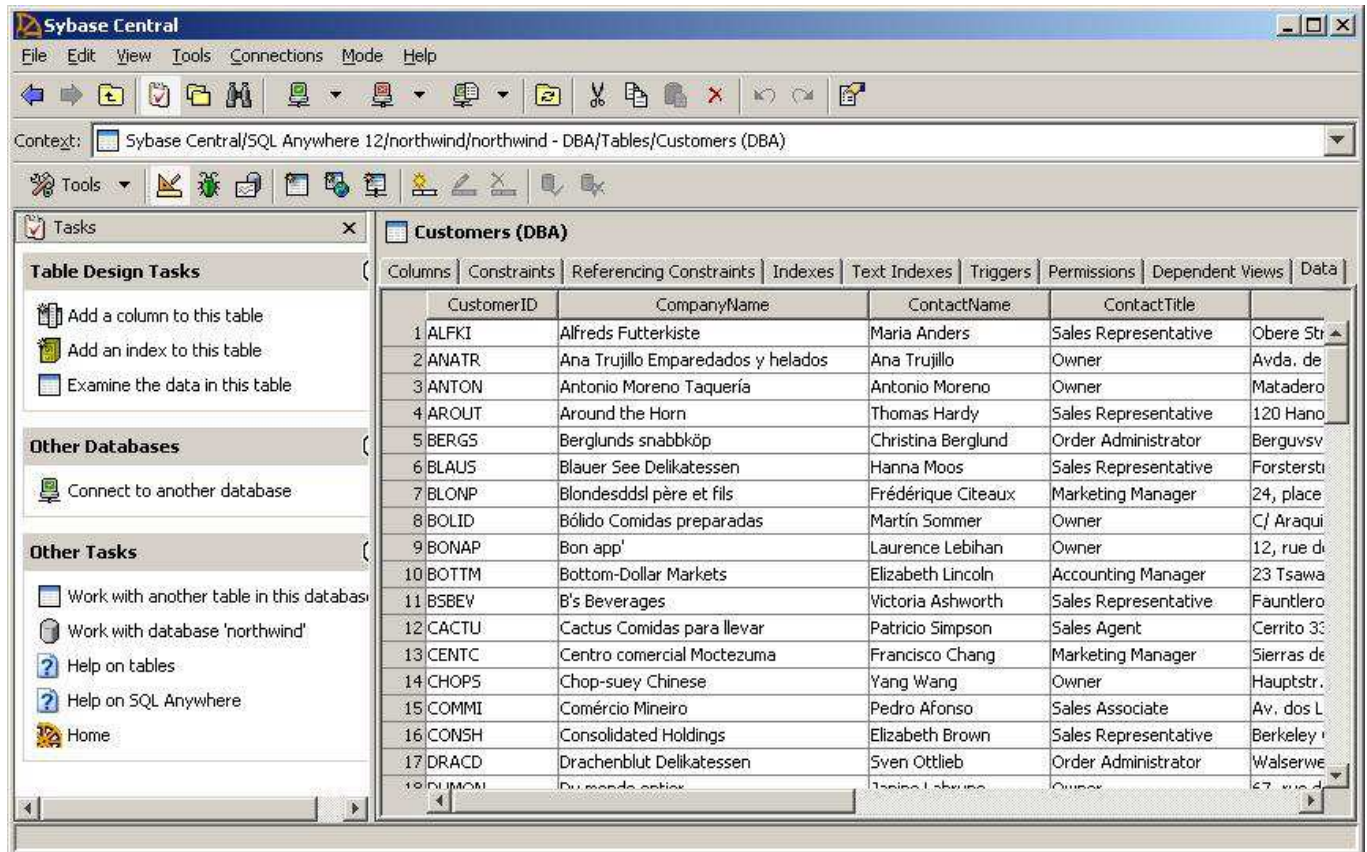 Sybase Central
File Edit View Tools Connections Mode Help
Context: Sybase Central/SQL Anywhere 12/northwind/northwind - DBA/Tables/Customers (DBA)
Tools
Tasks
Table Design Tasks
Add a column to this table
Add an index to this table
Examine the data in this table
Other Databases
Connect to another database
Other Tasks
Work with another table in this databas
Work with database 'northwind'
Help on tables
Help on SQL Anywhere
Home
Customers (DBA)
Columns Constraints Referencing Constraints Indexes Text Indexes Triggers Permissions Dependent Views Data
CustomerID CompanyName ContactName ContactTitle
1 ALFKI Alfreds Futterkiste Maria Anders Sales Representative Obere Str
2 ANATR Ana Trujillo Emparedados y helados Ana Trujillo Owner Avda. de
3 ANTON Antonio Moreno Taquería Antonio Moreno Owner Matadero
4 AROUT Around the Horn Thomas Hardy Sales Representative 120 Hano
5 BERGS Berglunds snabbköp Christina Berglund Order Administrator Berguvsv
6 BLAUS Blauer See Delikatessen Hanna Moos Sales Representative Forsterstr
7 BLONP Blondesddsl père et fils Frédérique Citeaux Marketing Manager 24, place
8 BOLID Bólido Comidas preparadas Martín Sommer Owner C/ Araqui
9 BONAP Bon app' Laurence Lebihan Owner 12, rue de
10 BOTTM Bottom-Dollar Markets Elizabeth Lincoln Accounting Manager 23 Tsawa
11 BSBEV B's Beverages Victoria Ashworth Sales Representative Fauntlero
12 CACTU Cactus Comidas para llevar Patricio Simpson Sales Agent Cerrito 33
13 CENTC Centro comercial Moctezuma Francisco Chang Marketing Manager Sierras de
14 CHOPS Chop-suey Chinese Yang Wang Owner Hauptstr.
15 COMMI Comércio Mineiro Pedro Afonso Sales Associate Av. dos L
16 CONSH Consolidated Holdings Elizabeth Brown Sales Representative Berkeley
17 DRACD Drachenblut Delikatessen Sven Ottlieb Order Administrator Walserwe
18 DUMON Du monde entier Janine Labrune Owner 67, rue d